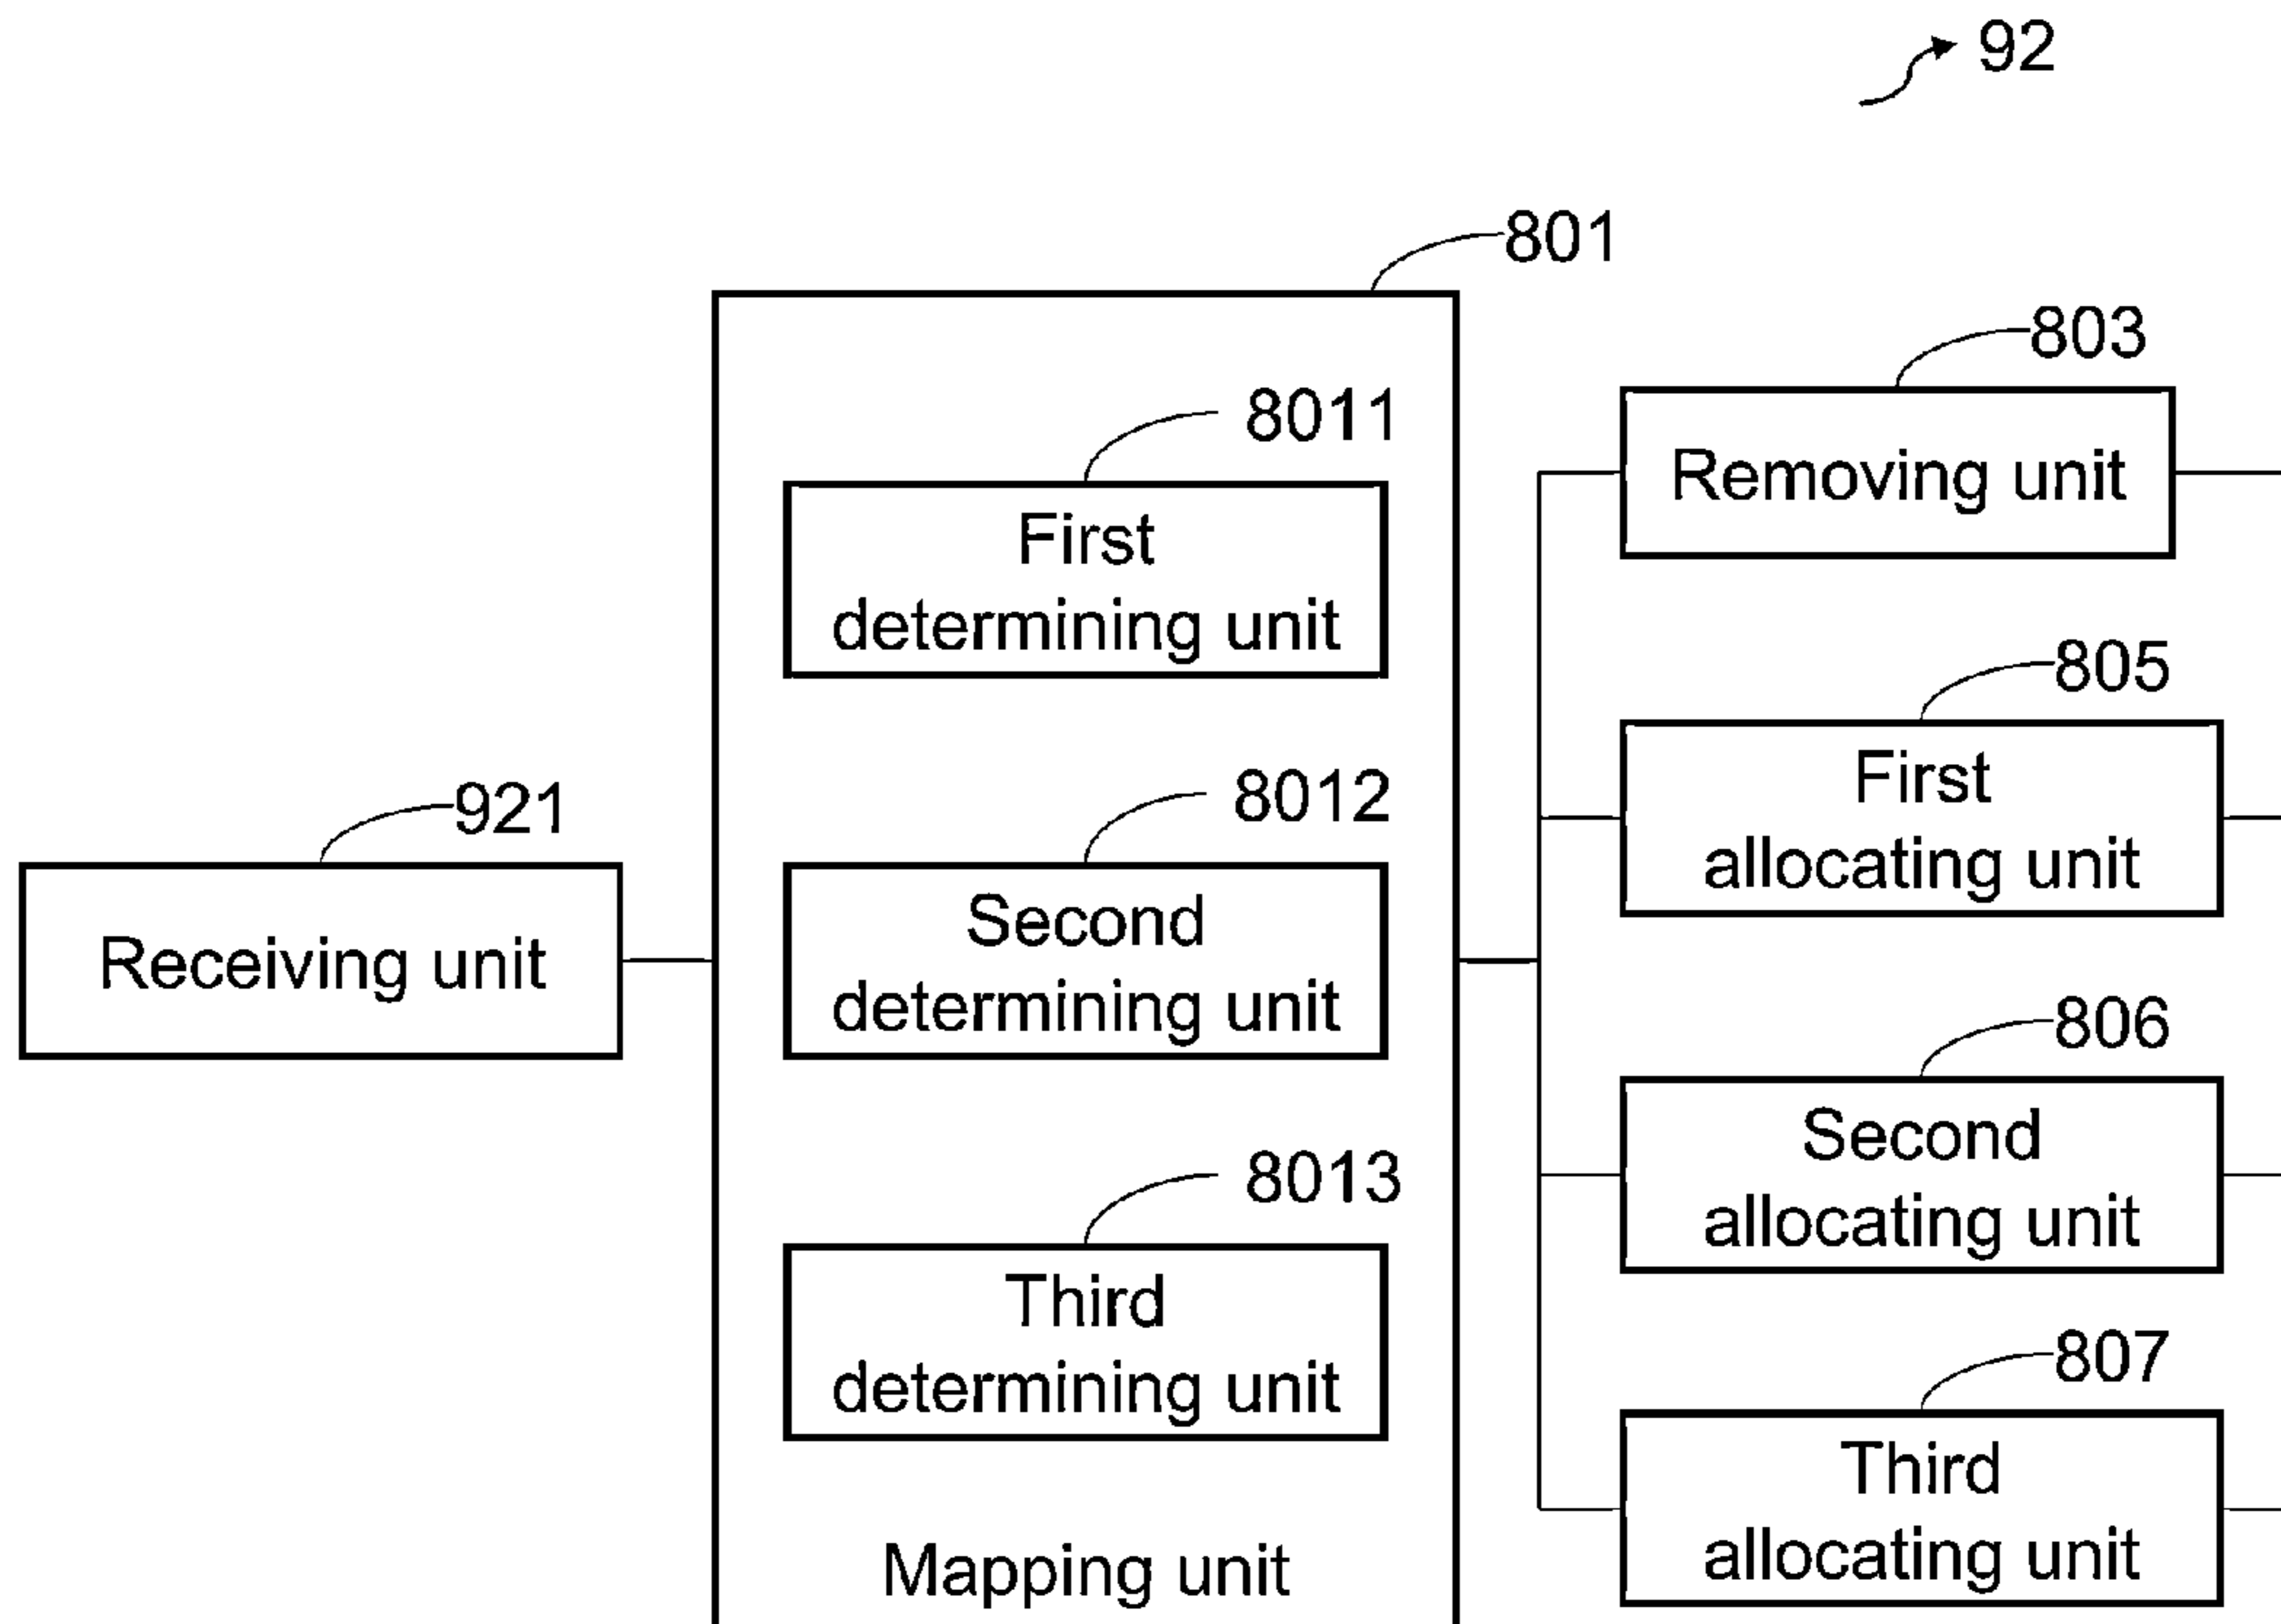 92
801
803
8011
Removing unit
First
determining unit
805
First
allocating unit
921
8012
Receiving unit
Second
determining unit
806
Second
allocating unit
8013
Third
determining unit
807
Third
allocating unit
Mapping unit